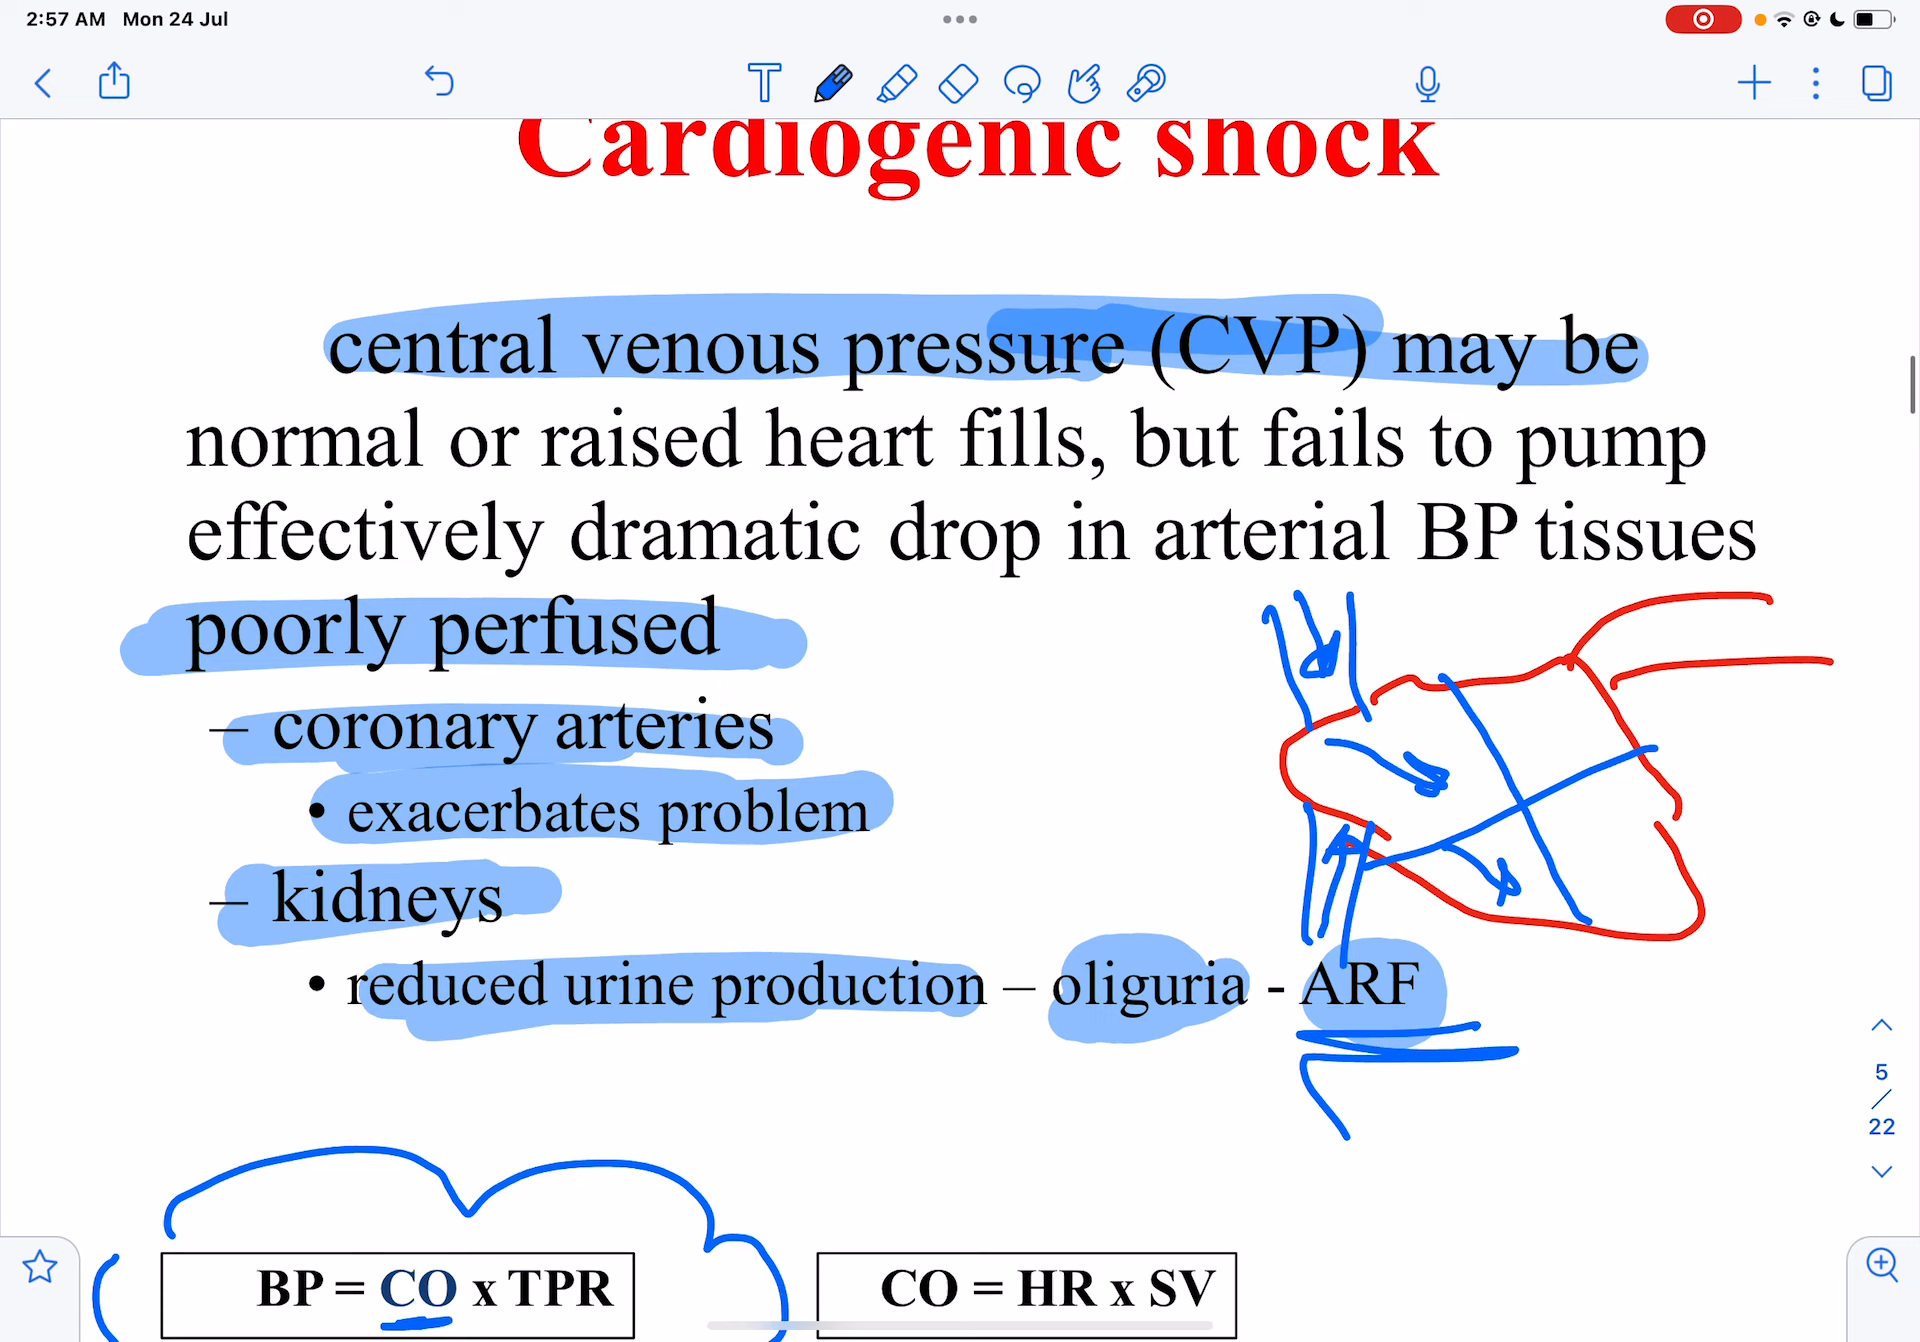 2:57 AM Mon 24 Jul
Cardiogenic shock
central venous pressure (CVP) may be
normal or raised heart fills, but fails to pump
effectively dramatic drop in arterial BP tissues
poorly perfused
– coronary arteries
• exacerbates problem
– kidneys
• reduced urine production – oliguria - ARF
5
/
22
BP = CO x TPR
CO = HR x SV